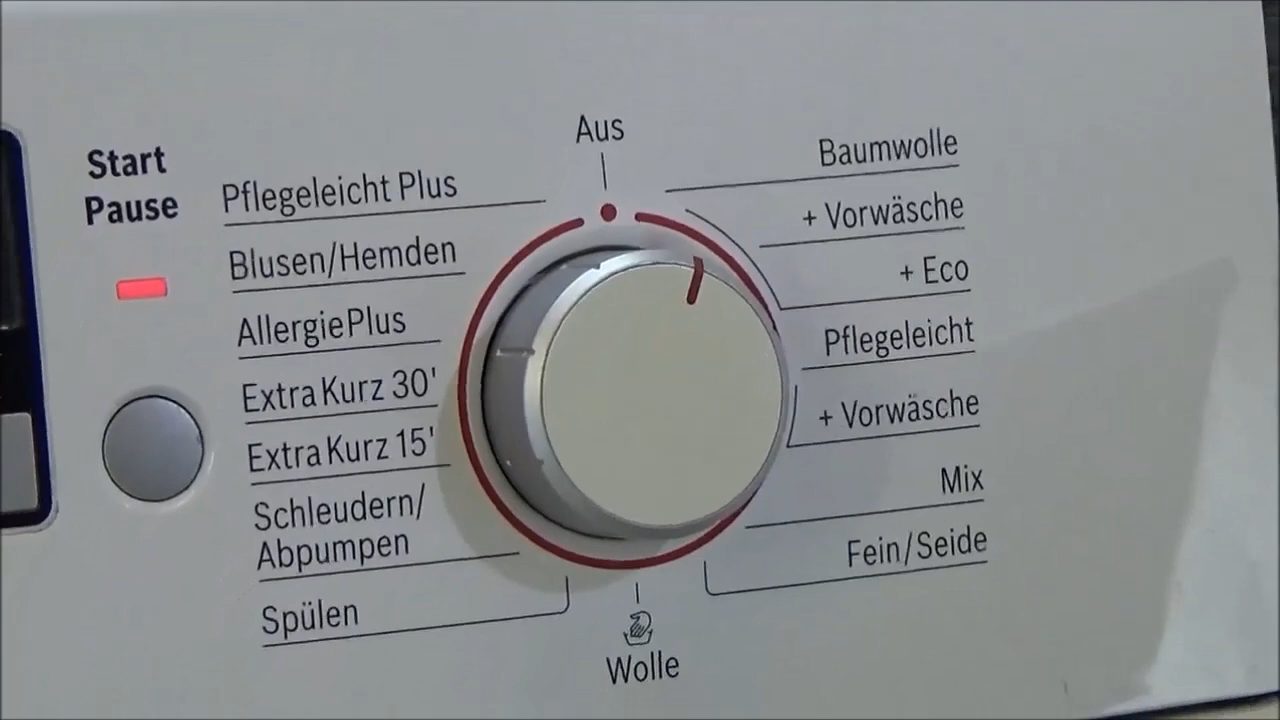 Start
Pause
Pflegeleicht Plus
Blusen/Hemden
AllergiePlus
Extra Kurz 30'
Extra Kurz 15'
Schleudern/
Abpumpen
Spülen
Aus
Wolle
Baumwolle
+ Vorwäsche
+ Eco
Pflegeleicht
+ Vorwäsche
Mix
Fein/Seide